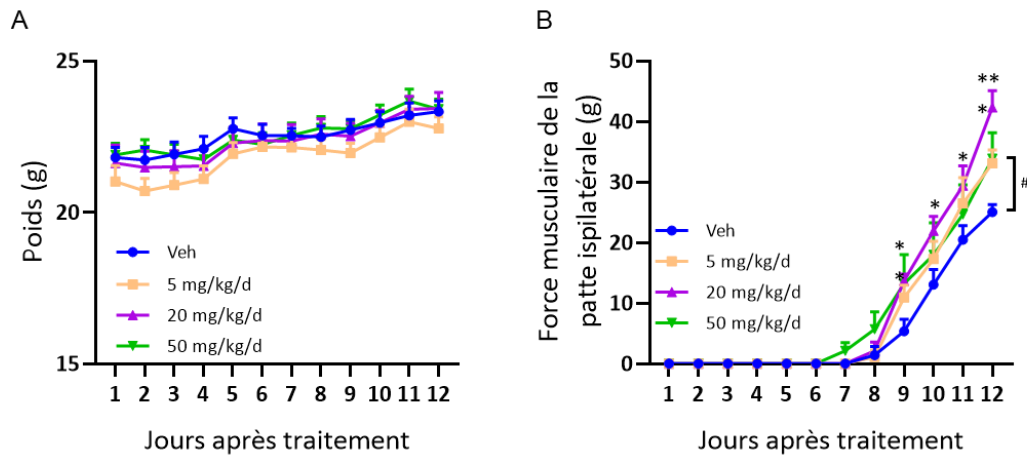 A
Poids (g)
25
20
15
Veh
5 mg/kg/d
20 mg/kg/d
50 mg/kg/d
1 2 3 4 5 6 7 8 9 10 11 12
Jours après traitement
B
Force musculaire de la
patte ispilatérale (g)
50
40
30
20
10
0
**
*
*
*
*
*
#
Veh
5 mg/kg/d
20 mg/kg/d
50 mg/kg/d
1 2 3 4 5 6 7 8 9 10 11 12
Jours après traitement